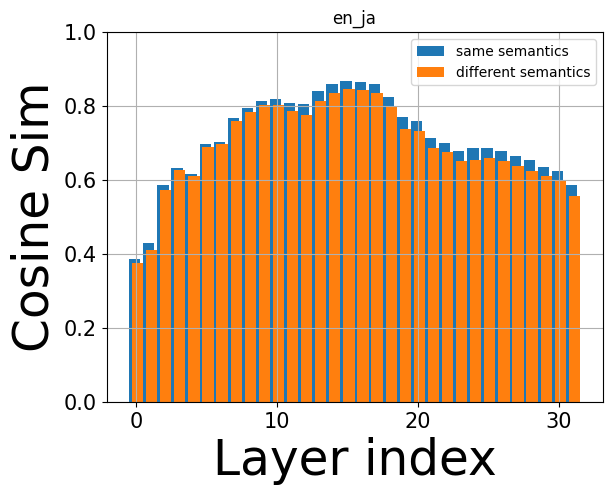 en_ja
same semantics
different semantics
Cosine Sim
1.0
0.8
0.6
0.4
0.2
0.0
0 10 20 30
Layer index